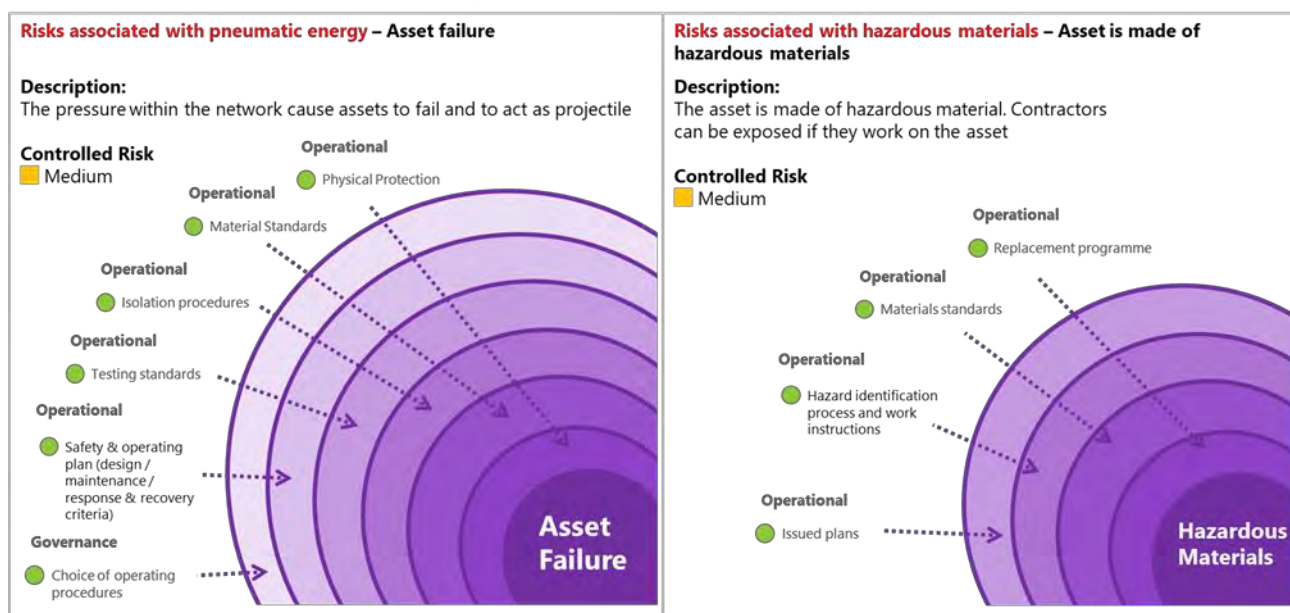 Risks associated with pneumatic energy – Asset failure
Description:
The pressure within the network cause assets to fail and to act as projectile
Controlled Risk
Medium
Operational
Physical Protection
Operational
Material Standards
Operational
Isolation procedures
Operational
Testing standards
Operational
Safety & operating
plan (design /
maintenance /
response & recovery
criteria)
Governance
Choice of operating
procedures
Asset
Failure
Risks associated with hazardous materials – Asset is made of
hazardous materials
Description:
The asset is made of hazardous material. Contractors
can be exposed if they work on the asset
Controlled Risk
Medium
Operational
Replacement programme
Operational
Materials standards
Operational
Hazard identification
process and work
instructions
Operational
Issued plans
Hazardous
Materials